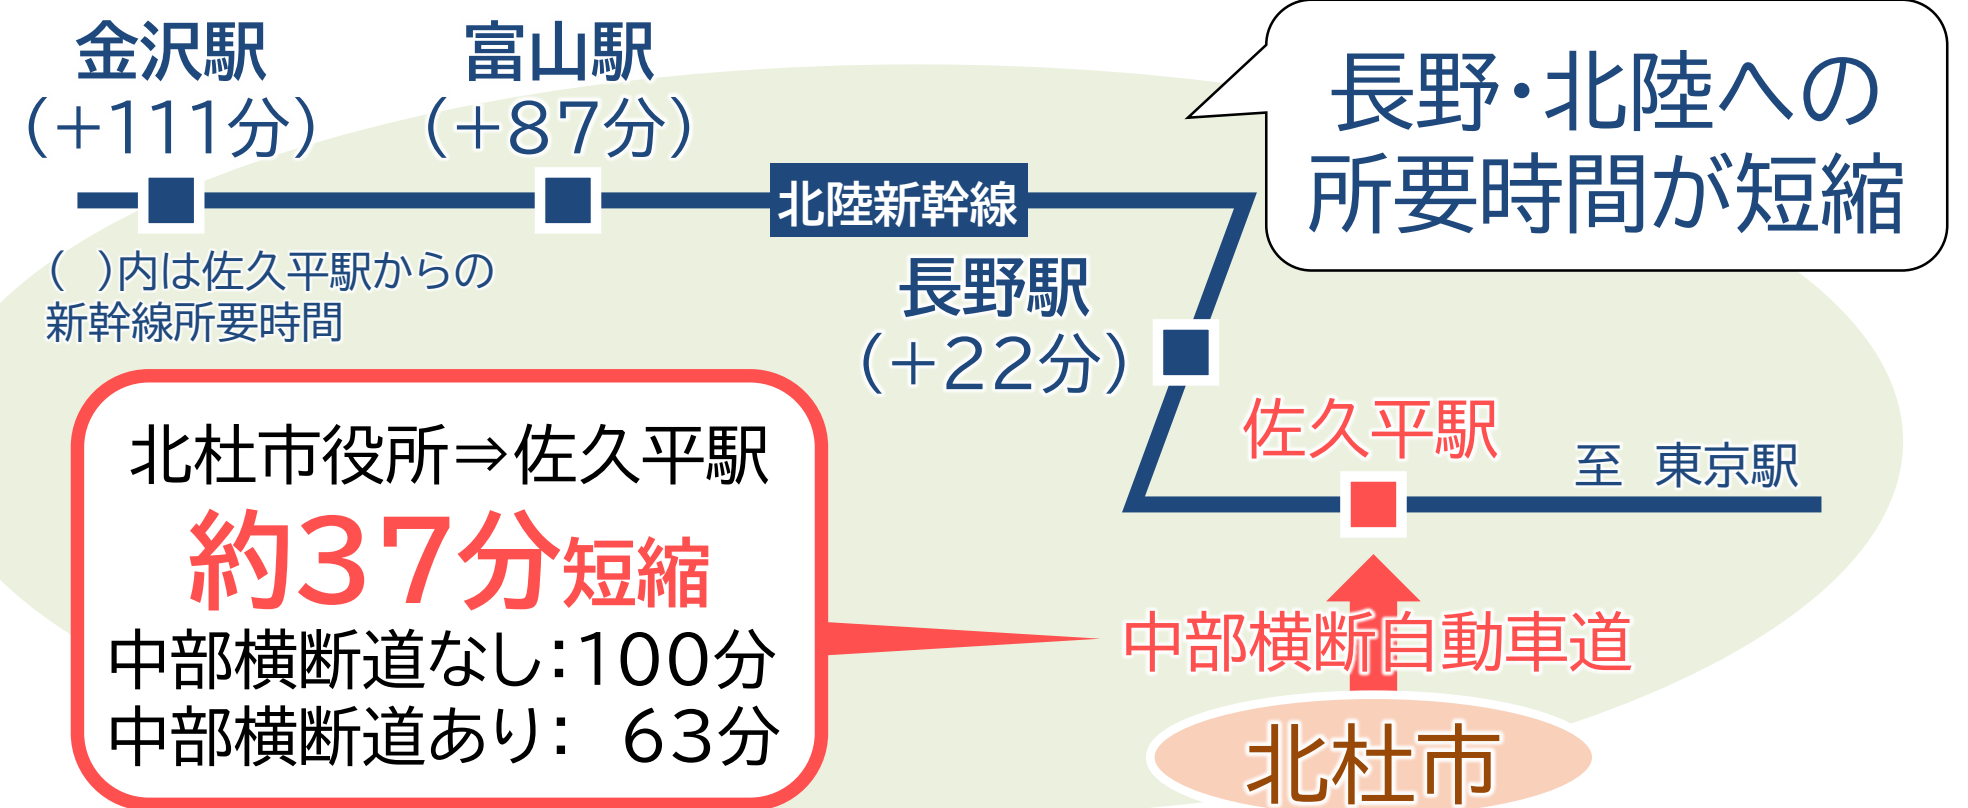 金沢駅
(+111分)
富山駅
(+87分)
長野・北陸への
所要時間が短縮
北陸新幹線
( )内は佐久平駅からの
新幹線所要時間
長野駅
(+22分)
佐久平駅
至 東京駅
北杜市役所⇒佐久平駅
約37分短縮
中部横断道なし:100分
中部横断道あり: 63分
中部横断自動車道
北杜市